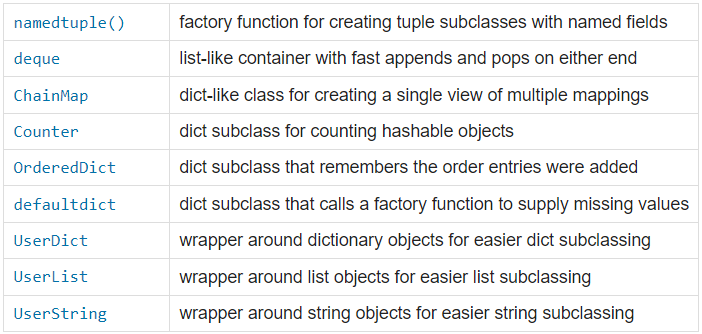 namedtuple() factory function for creating tuple subclasses with named fields
deque list-like container with fast appends and pops on either end
ChainMap dict-like class for creating a single view of multiple mappings
Counter dict subclass for counting hashable objects
OrderedDict dict subclass that remembers the order entries were added
defaultdict dict subclass that calls a factory function to supply missing values
UserDict wrapper around dictionary objects for easier dict subclassing
UserList wrapper around list objects for easier list subclassing
UserString wrapper around string objects for easier string subclassing